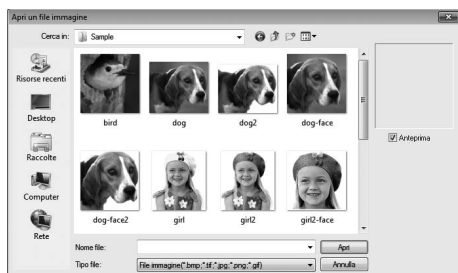 Apri un file immagine
Cerca in: Sample
Risorse recenti
Desktop
Raccolte
Computer
Rete
bird dog dog2 dog-face
dog-face2 girl girl2 girl2-face
Anteprima
Nome file: Apri
Tipo file: File immagine(*.bmp;*.tif;*.jpg;*.png;*.gif) Annulla